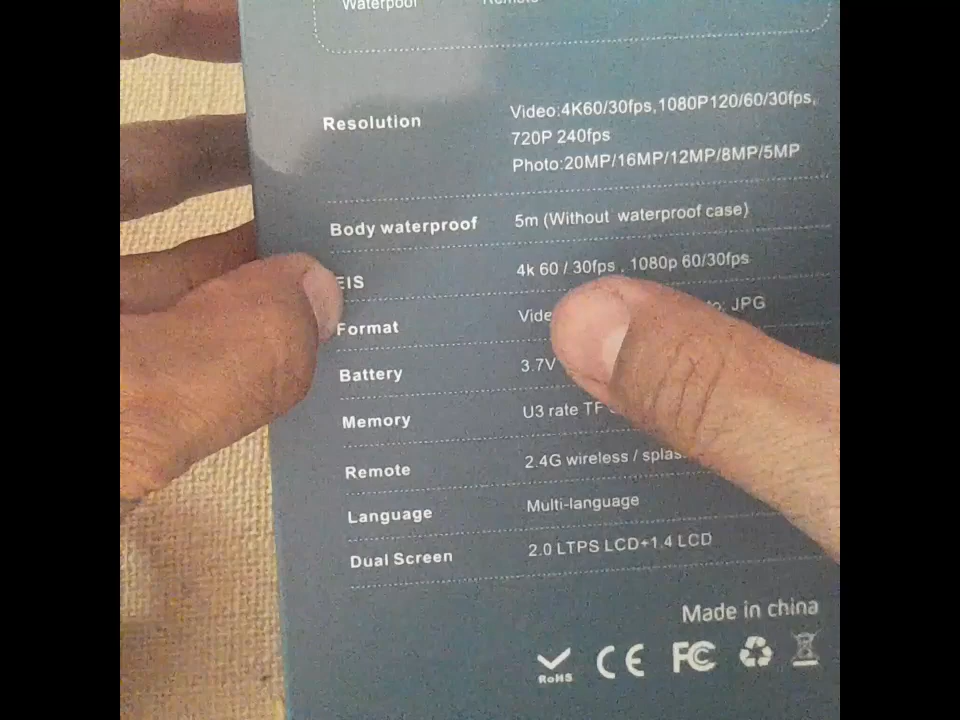 Waterpoof Remote
Resolution Video:4K60/30fps,1080P120/60/30fps,
720P 240fps
Photo:20MP/16MP/12MP/8MP/5MP
Body waterproof 5m (Without waterproof case)
EIS 4k 60 / 30fps , 1080p 60/30fps
Format JPG
Battery 3.7V
Memory U3 rate TF
Remote 2.4G wireless /
Language Multi-language
Dual Screen 2.0 LTPS LCD+1.4 LCD
Made in china
RoHS CE FC